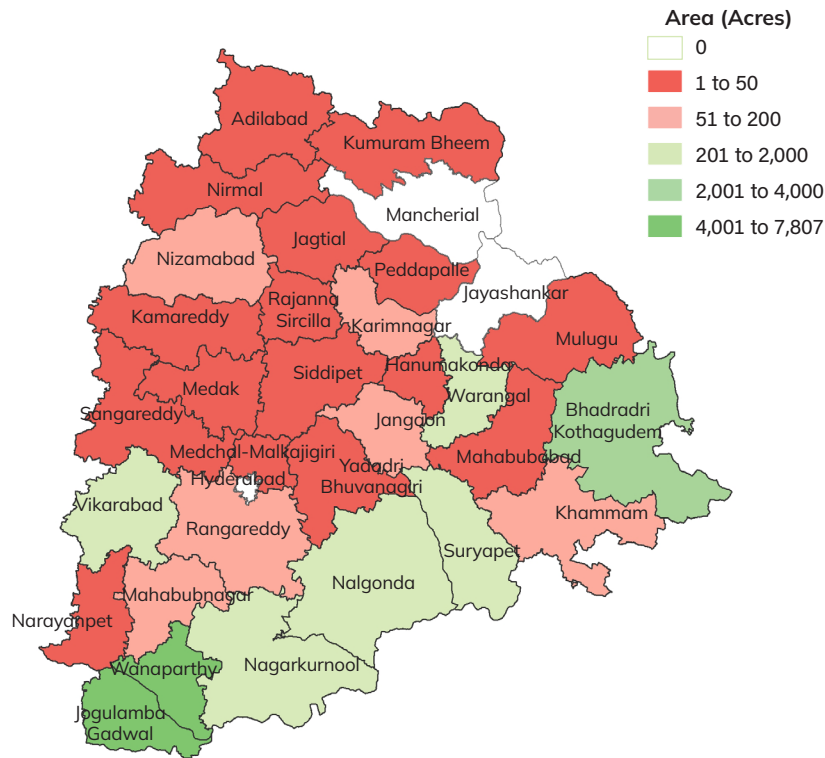 Area (Acres)
0
1 to 50
51 to 200
201 to 2,000
2,001 to 4,000
4,001 to 7,807
Adilabad
Kumuram Bheem
Nirmal
Mancherial
Jagtial
Nizamabad
Peddapalle
Jayashankar
Rajanna
Sircilla
Kamareddy
Karimnagar
Mulugu
Hanumakonda
Siddipet
Medak
Warangal
Sangareddy
Jangaon
Bhadradri
Kothagudem
Medchal-Malkajigiri
Mahabubabad
Yadadri
Bhuvanagiri
Hyderabad
Vikarabad
Khammam
Rangareddy
Suryapet
Nalgonda
Mahabubnagar
Narayanpet
Nagarkurnool
Wanaparthy
Jogulamba
Gadwal